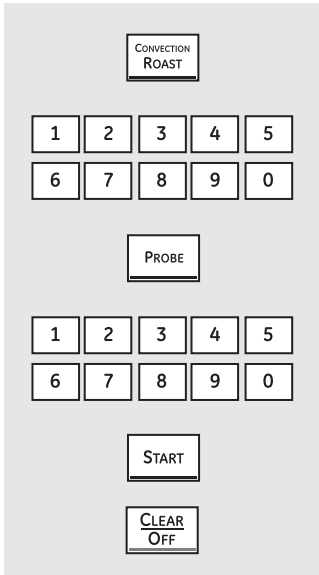 CONVECTION
ROAST
1 2 3 4 5
6 7 8 9 0
PROBE
1 2 3 4 5
6 7 8 9 0
START
CLEAR
OFF